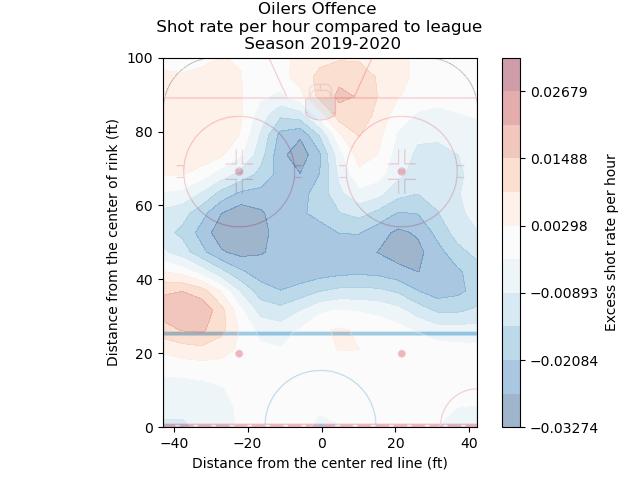 Oilers Offence
Shot rate per hour compared to league
Season 2019-2020
100
80
60
40
20
0
Distance from the center of rink (ft)
−40
−20
0
20
40
Distance from the center red line (ft)
0.02679
0.01488
0.00298
−0.00893
−0.02084
−0.03274
Excess shot rate per hour